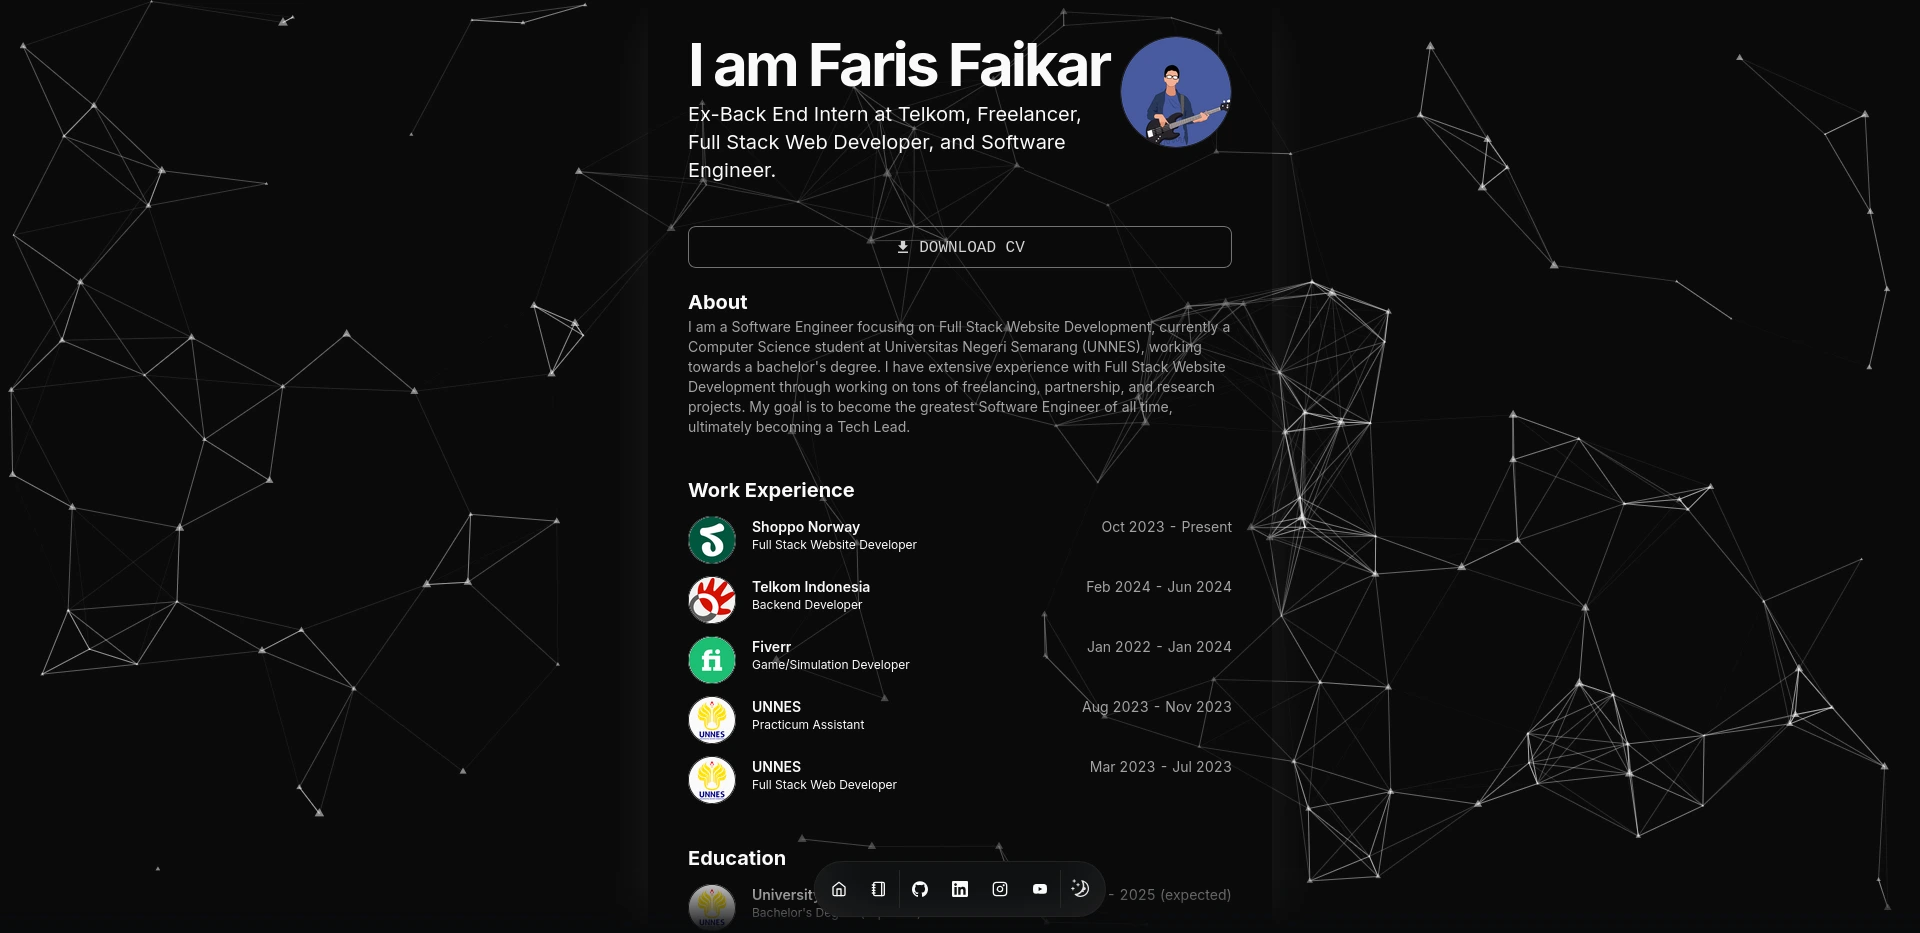 I am Faris Faikar
Ex-Back End Intern at Telkom, Freelancer,
Full Stack Web Developer, and Software
Engineer.
DOWNLOAD CV
About
I am a Software Engineer focusing on Full Stack Website Development, currently a
Computer Science student at Universitas Negeri Semarang (UNNES), working
towards a bachelor's degree. I have extensive experience with Full Stack Website
Development through working on tons of freelancing, partnership, and research
projects. My goal is to become the greatest Software Engineer of all time,
ultimately becoming a Tech Lead.
Work Experience
Shoppo Norway
Oct 2023 - Present
Full Stack Website Developer
Telkom Indonesia
Feb 2024 - Jun 2024
Backend Developer
fi
Fiverr
Jan 2022 - Jan 2024
Game/Simulation Developer
UNNES
UNNES
Aug 2023 - Nov 2023
Practicum Assistant
UNNES
UNNES
Mar 2023 - Jul 2023
Full Stack Web Developer
Education
University
- 2025 (expected)
Bachelor's
UNNES
in